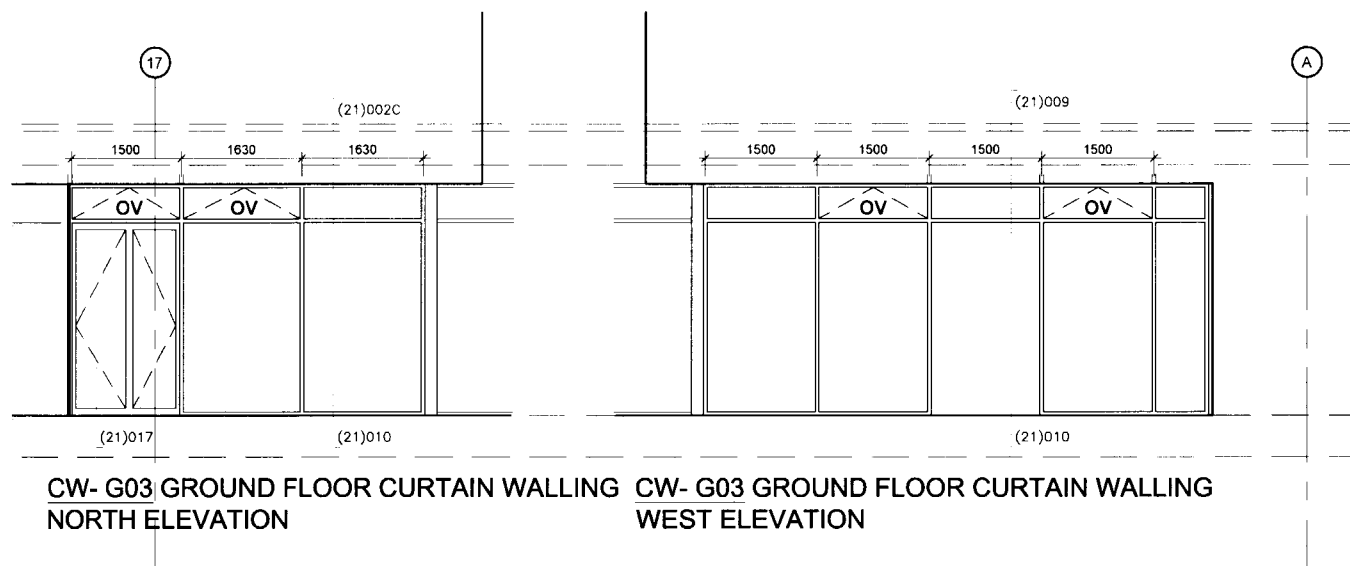 17
(21)002C
1500 1630 1630
OV OV
(21)017 (21)010
CW- G03 GROUND FLOOR CURTAIN WALLING
NORTH ELEVATION
A
(21)009
1500 1500 1500 1500
OV OV
(21)010
CW- G03 GROUND FLOOR CURTAIN WALLING
WEST ELEVATION